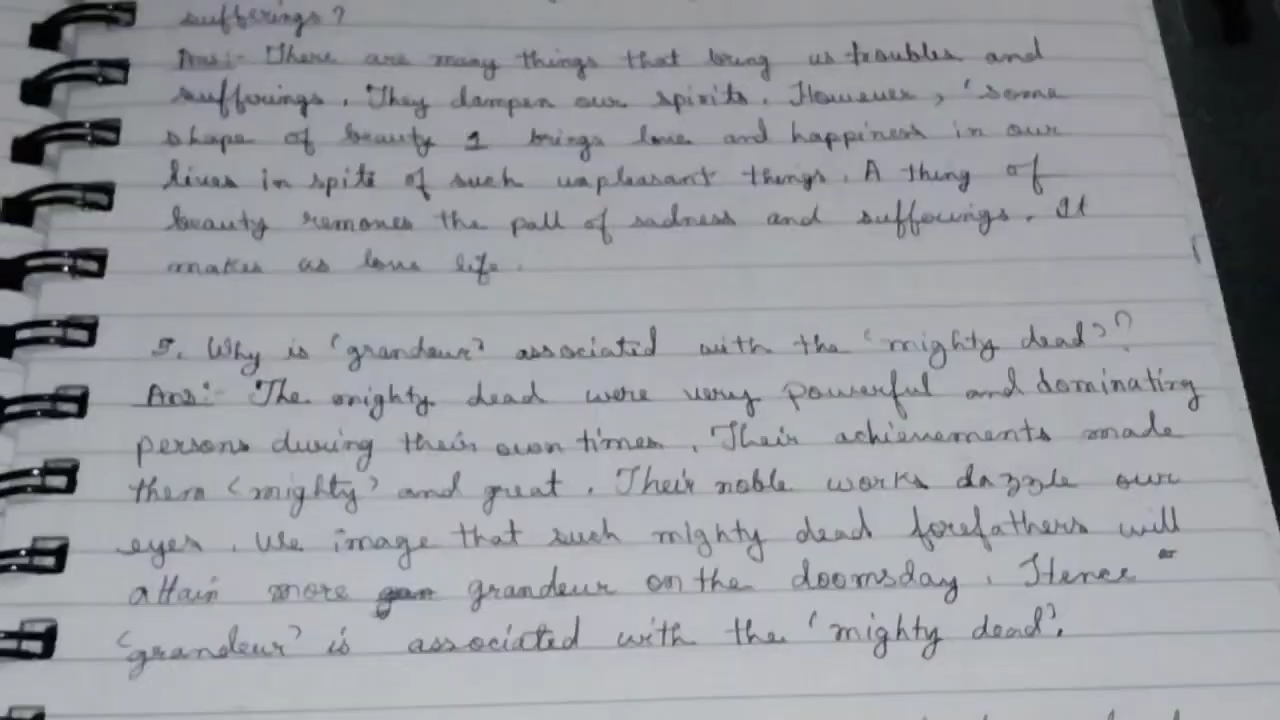 sufferings?
Ans:- There are many things that bring us troubles and
sufferings. They dampen our spirits. However, 'some
shape of beauty 1 brings love and happiness in our
lives in spite of such unpleasant things. A thing of
beauty removes the pall of sadness and sufferings. It
makes us love life.
5. Why is 'grandeur' associated with the 'mighty dead'?
Ans:- The mighty dead were very powerful and dominating
persons during their own times. Their achievements made
them 'mighty' and great. Their noble works dazzle our
eyes. We image that such mighty dead forefathers will
attain more grandeur on the doomsday. Hence
'grandeur' is associated with the 'mighty dead'.